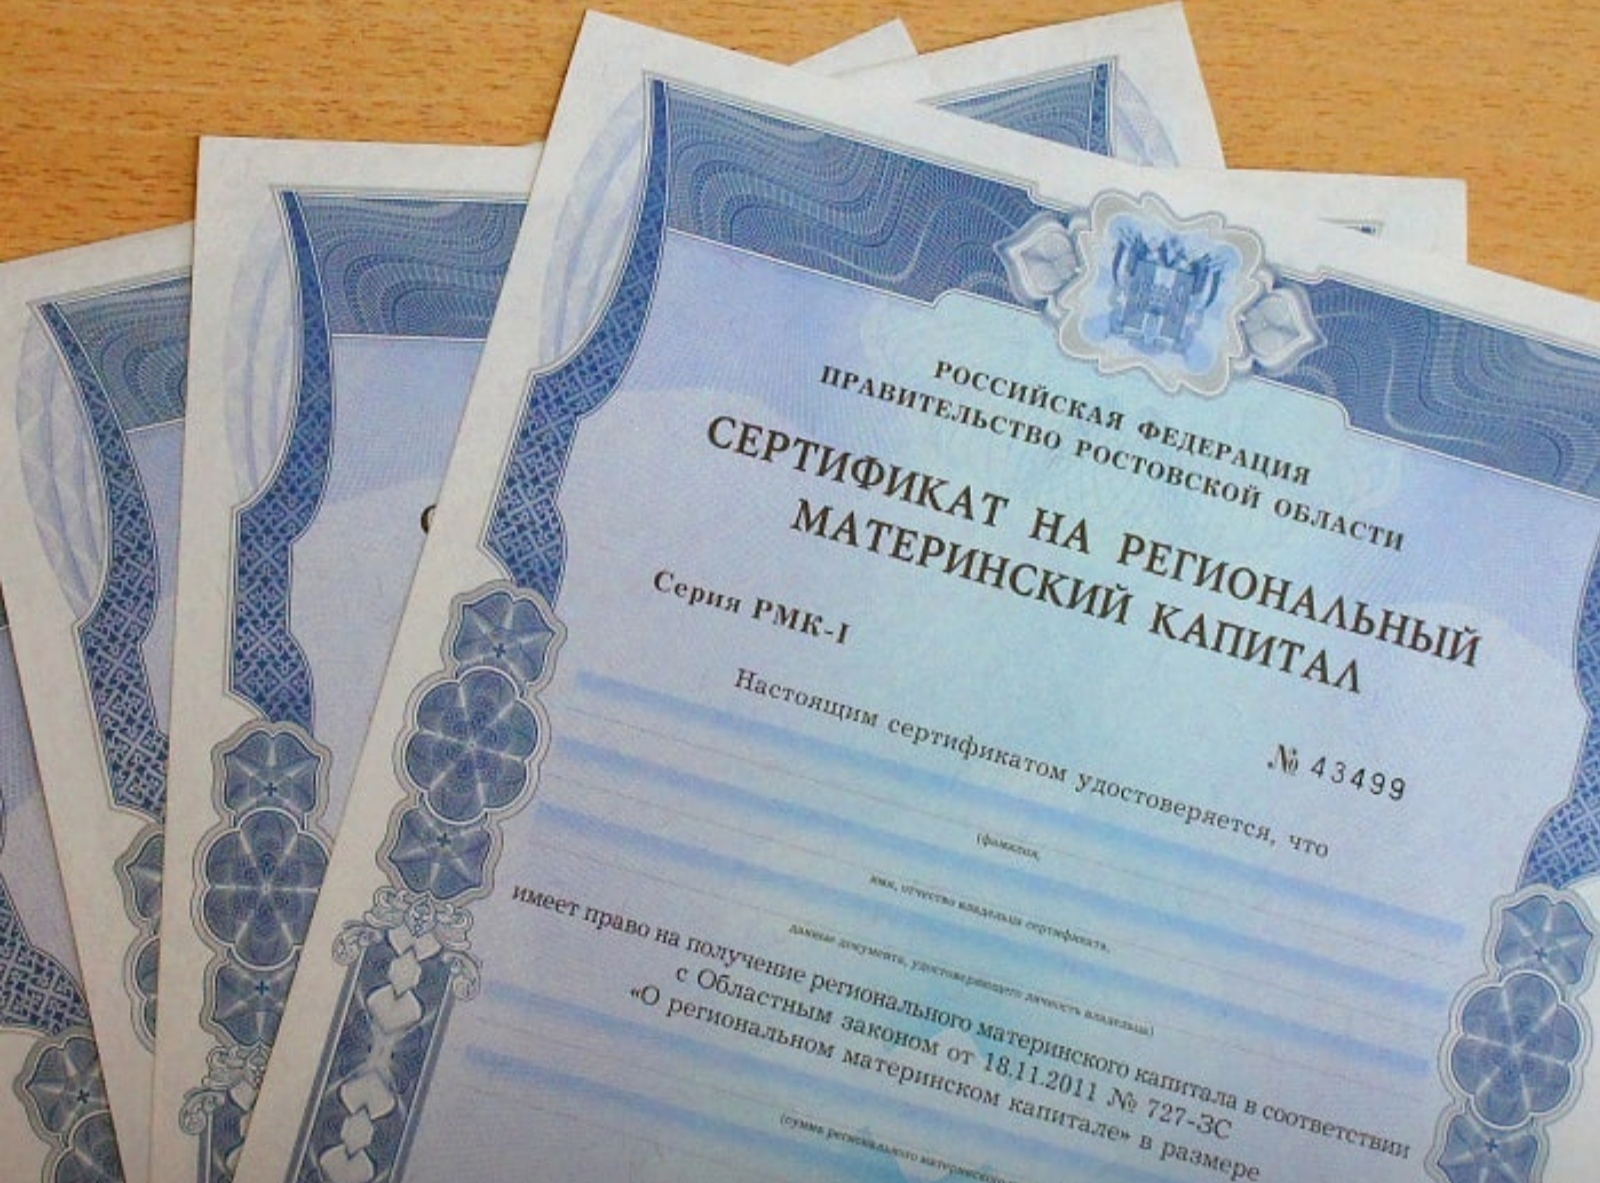 РОССИЙСКАЯ ФЕДЕРАЦИЯ
ПРАВИТЕЛЬСТВО РОСТОВСКОЙ ОБЛАСТИ
СЕРТИФИКАТ НА РЕГИОНАЛЬНЫЙ
МАТЕРИНСКИЙ КАПИТАЛ
Серия РМК-I
№ 43499
Настоящим сертификатом удостоверяется, что
(фамилия,
имя, отчество владельца сертификата,
данные документа, удостоверяющего личность владельца)
имеет право на получение регионального материнского капитала в соответствии
с Областным законом от 18.11.2011 № 727-ЗС
«О региональном материнском капитале» в размере
(сумма регионального